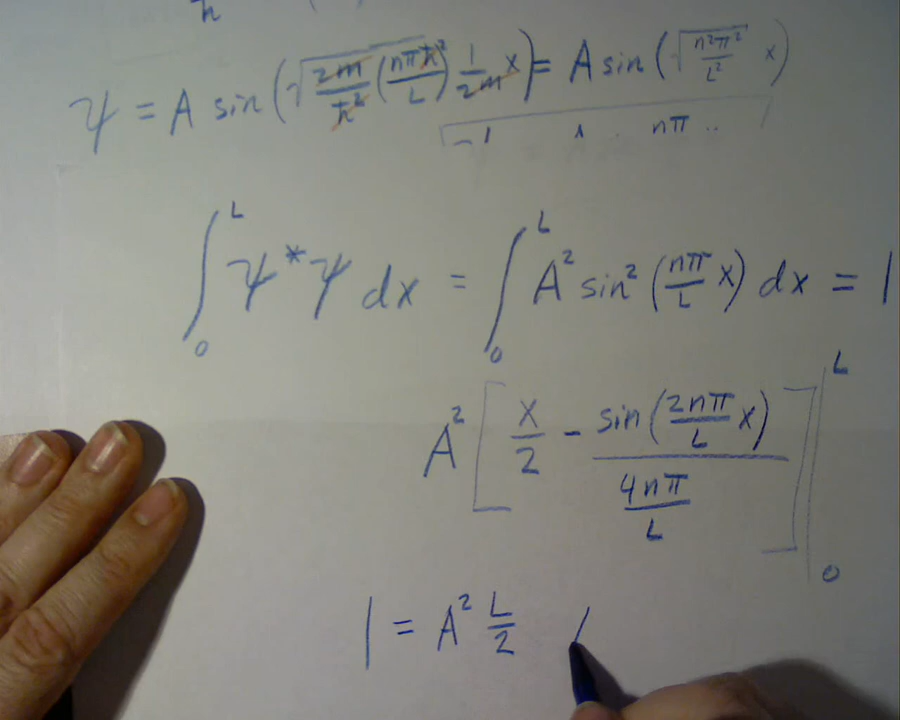 ħ
ψ = A sin (√(2m/ħ² (nπħ/L)² 1/2m x) = A sin (√(n²π²/L²) x)
nπ
∫₀ᴸ ψ*ψ dx = ∫₀ᴸ A² sin² (nπ/L x) dx = 1
A² [x/2 - sin (2nπ/L x) / (4nπ/L)] |₀ᴸ
1 = A² L/2